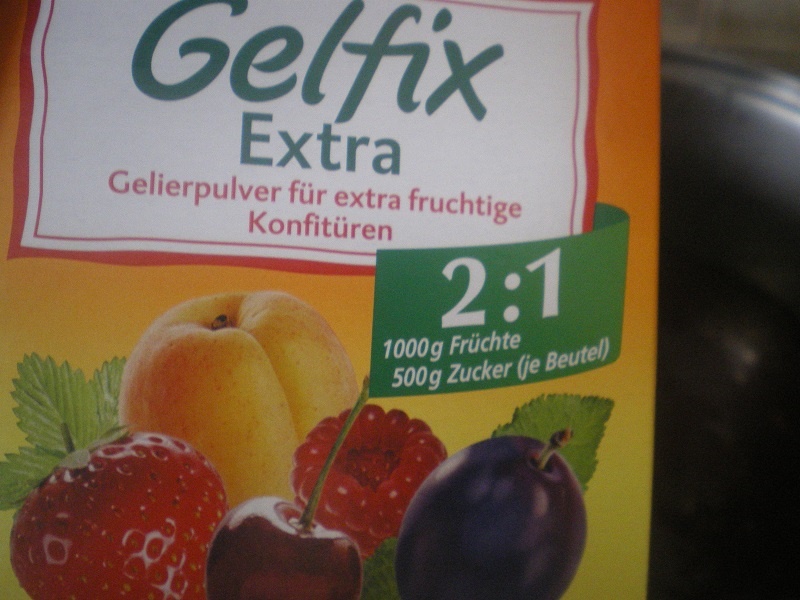 Gelfix
Extra
Gelierpulver für extra fruchtige
Konfitüren
2:1
1000g Früchte
500g Zucker (je Beutel)